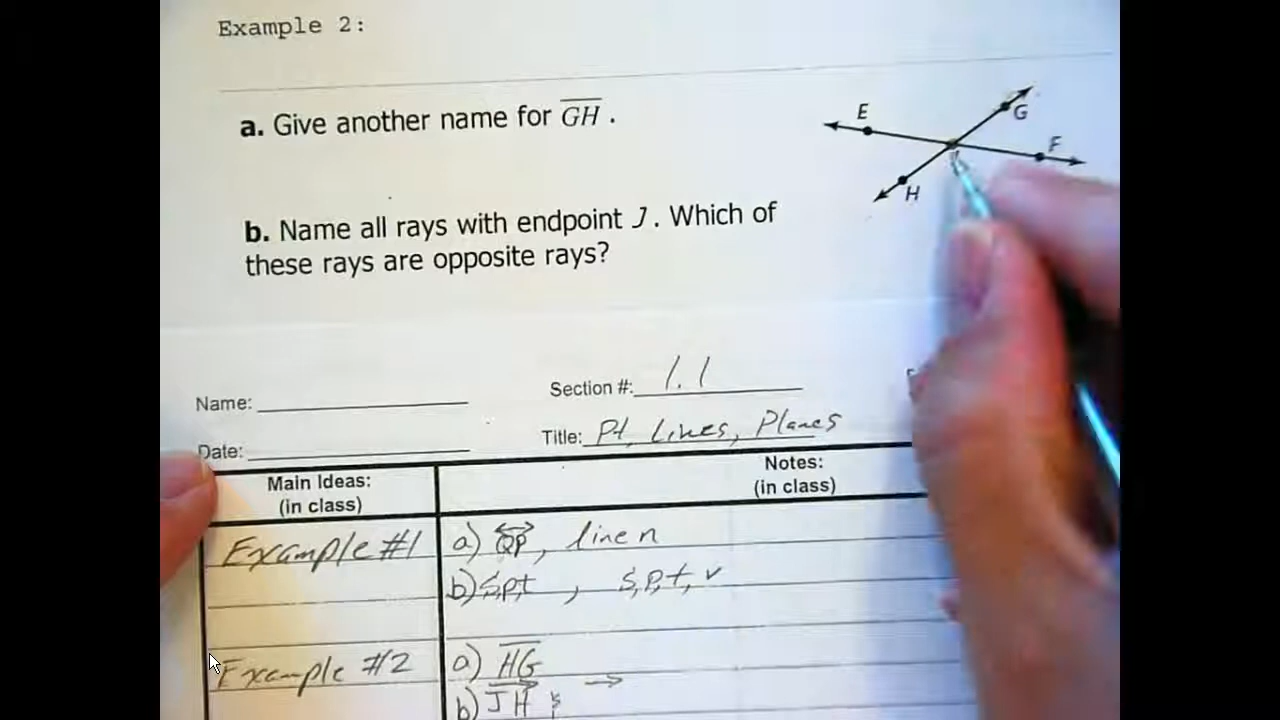 Example 2:
a. Give another name for GH.
E
G
F
H
b. Name all rays with endpoint J. Which of
these rays are opposite rays?
Name:
Section #: 1.1
Date:
Title: Pt, Lines, Planes
Main Ideas:
(in class)
Notes:
(in class)
Example #1
a) QP, line n
b) S,P,t, S,P,t, v
Example #2
a) HG
b) JH &